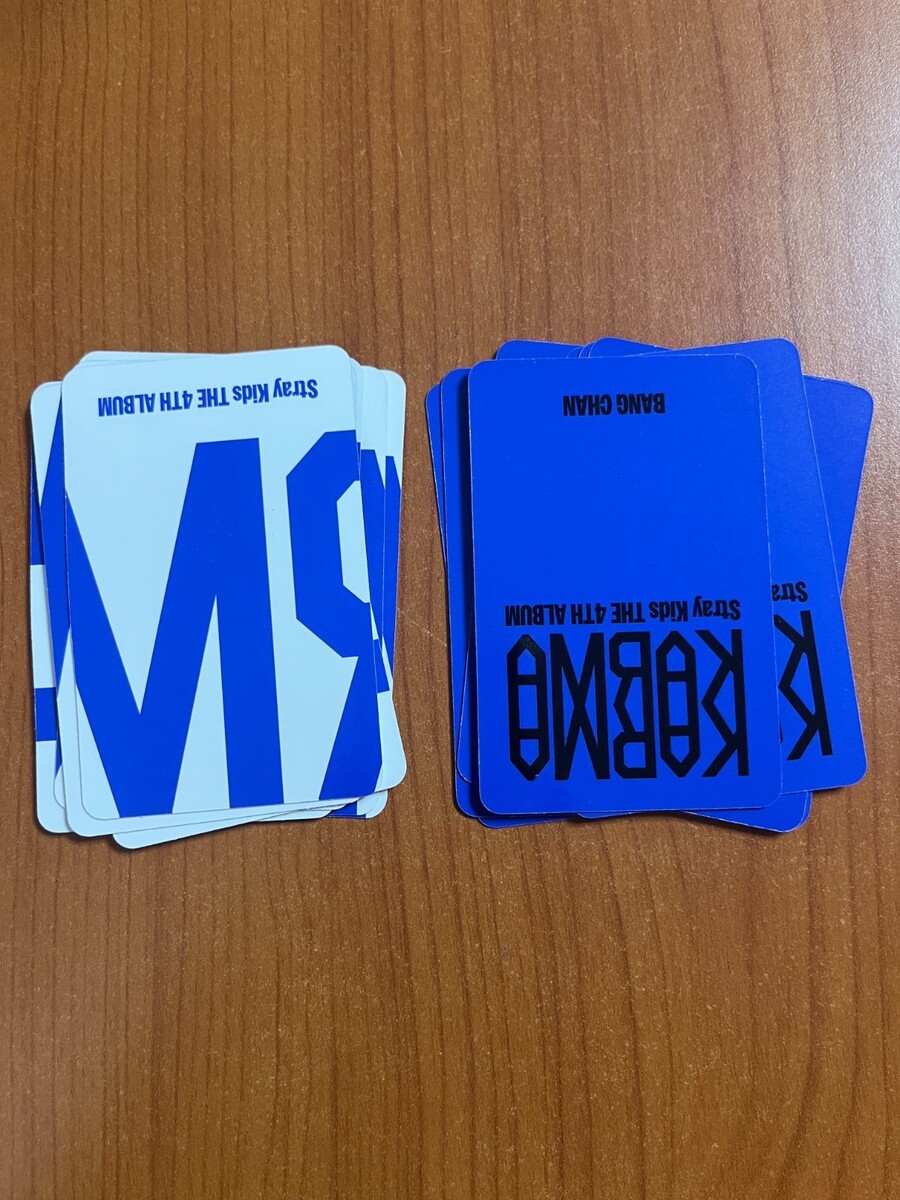 Stray Kids THE 4TH ALBUM
BANG CHAN
Stray Kids THE 4TH ALBUM
KARMA